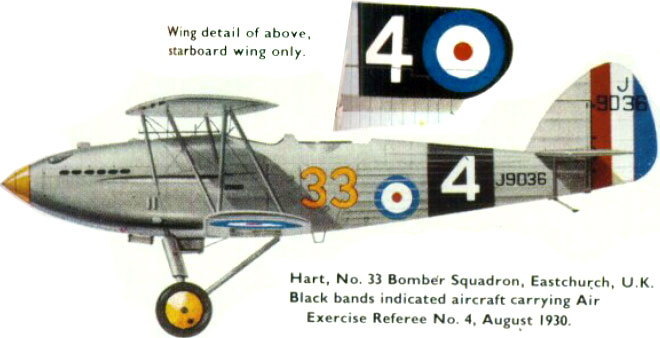 Wing detail of above,
starboard wing only.
4
J
9036
33
4
J9036
Hart, No. 33 Bomber Squadron, Eastchurch, U.K.
Black bands indicated aircraft carrying Air
Exercise Referee No. 4, August 1930.